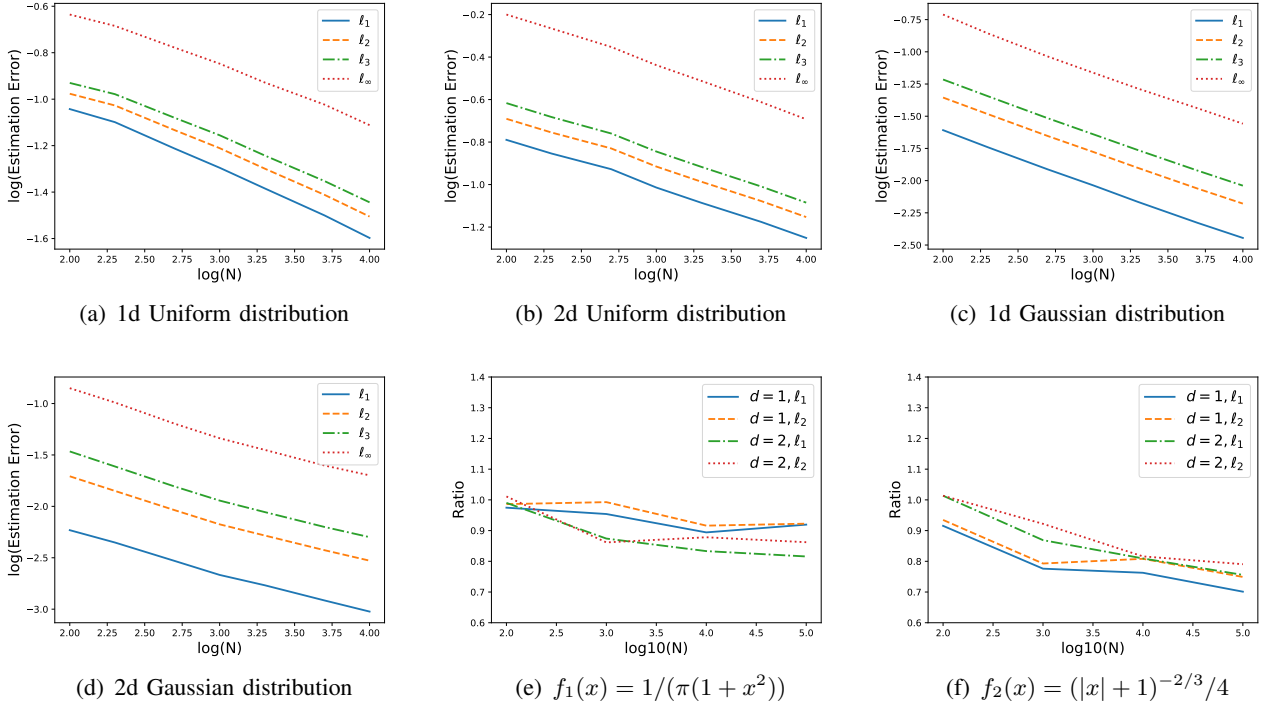 log(Estimation Error)
−0.6
−0.8
−1.0
−1.2
−1.4
−1.6
2.00 2.25 2.50 2.75 3.00 3.25 3.50 3.75 4.00
log(N)
ℓ₁
ℓ₂
ℓ₃
ℓ∞
(a) 1d Uniform distribution
log(Estimation Error)
−0.2
−0.4
−0.6
−0.8
−1.0
−1.2
2.00 2.25 2.50 2.75 3.00 3.25 3.50 3.75 4.00
log(N)
ℓ₁
ℓ₂
ℓ₃
ℓ∞
(b) 2d Uniform distribution
log(Estimation Error)
−0.75
−1.00
−1.25
−1.50
−1.75
−2.00
−2.25
−2.50
2.00 2.25 2.50 2.75 3.00 3.25 3.50 3.75 4.00
log(N)
ℓ₁
ℓ₂
ℓ₃
ℓ∞
(c) 1d Gaussian distribution
log(Estimation Error)
−1.0
−1.5
−2.0
−2.5
−3.0
2.00 2.25 2.50 2.75 3.00 3.25 3.50 3.75 4.00
log(N)
ℓ₁
ℓ₂
ℓ₃
ℓ∞
(d) 2d Gaussian distribution
Ratio
1.4
1.3
1.2
1.1
1.0
0.9
0.8
0.7
0.6
2.0 2.5 3.0 3.5 4.0 4.5 5.0
log10(N)
d = 1, ℓ₁
d = 1, ℓ₂
d = 2, ℓ₁
d = 2, ℓ₂
(e) f₁(x) = 1/(π(1 + x²))
Ratio
1.4
1.3
1.2
1.1
1.0
0.9
0.8
0.7
0.6
2.0 2.5 3.0 3.5 4.0 4.5 5.0
log10(N)
d = 1, ℓ₁
d = 1, ℓ₂
d = 2, ℓ₁
d = 2, ℓ₂
(f) f₂(x) = (|x| + 1)⁻²/³/4